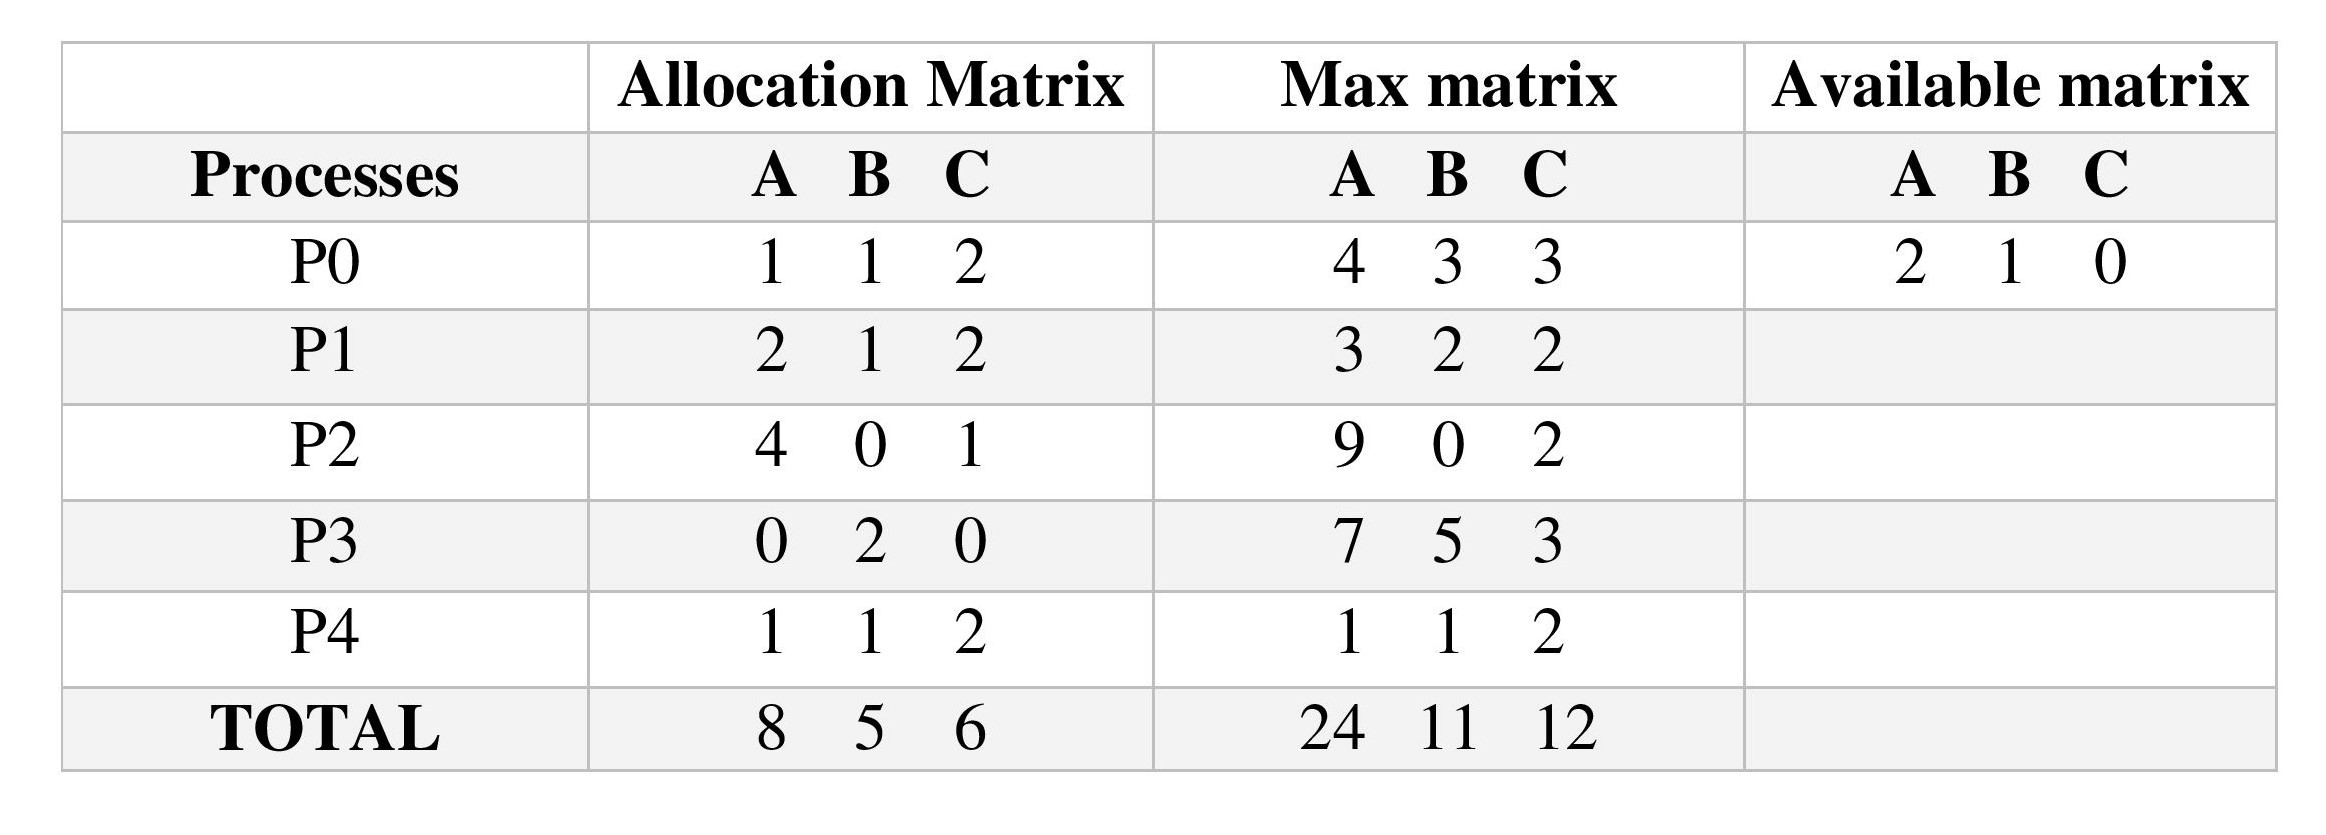 Allocation Matrix Max matrix Available matrix
Processes A B C A B C A B C
P0 1 1 2 4 3 3 2 1 0
P1 2 1 2 3 2 2
P2 4 0 1 9 0 2
P3 0 2 0 7 5 3
P4 1 1 2 1 1 2
TOTAL 8 5 6 24 11 12